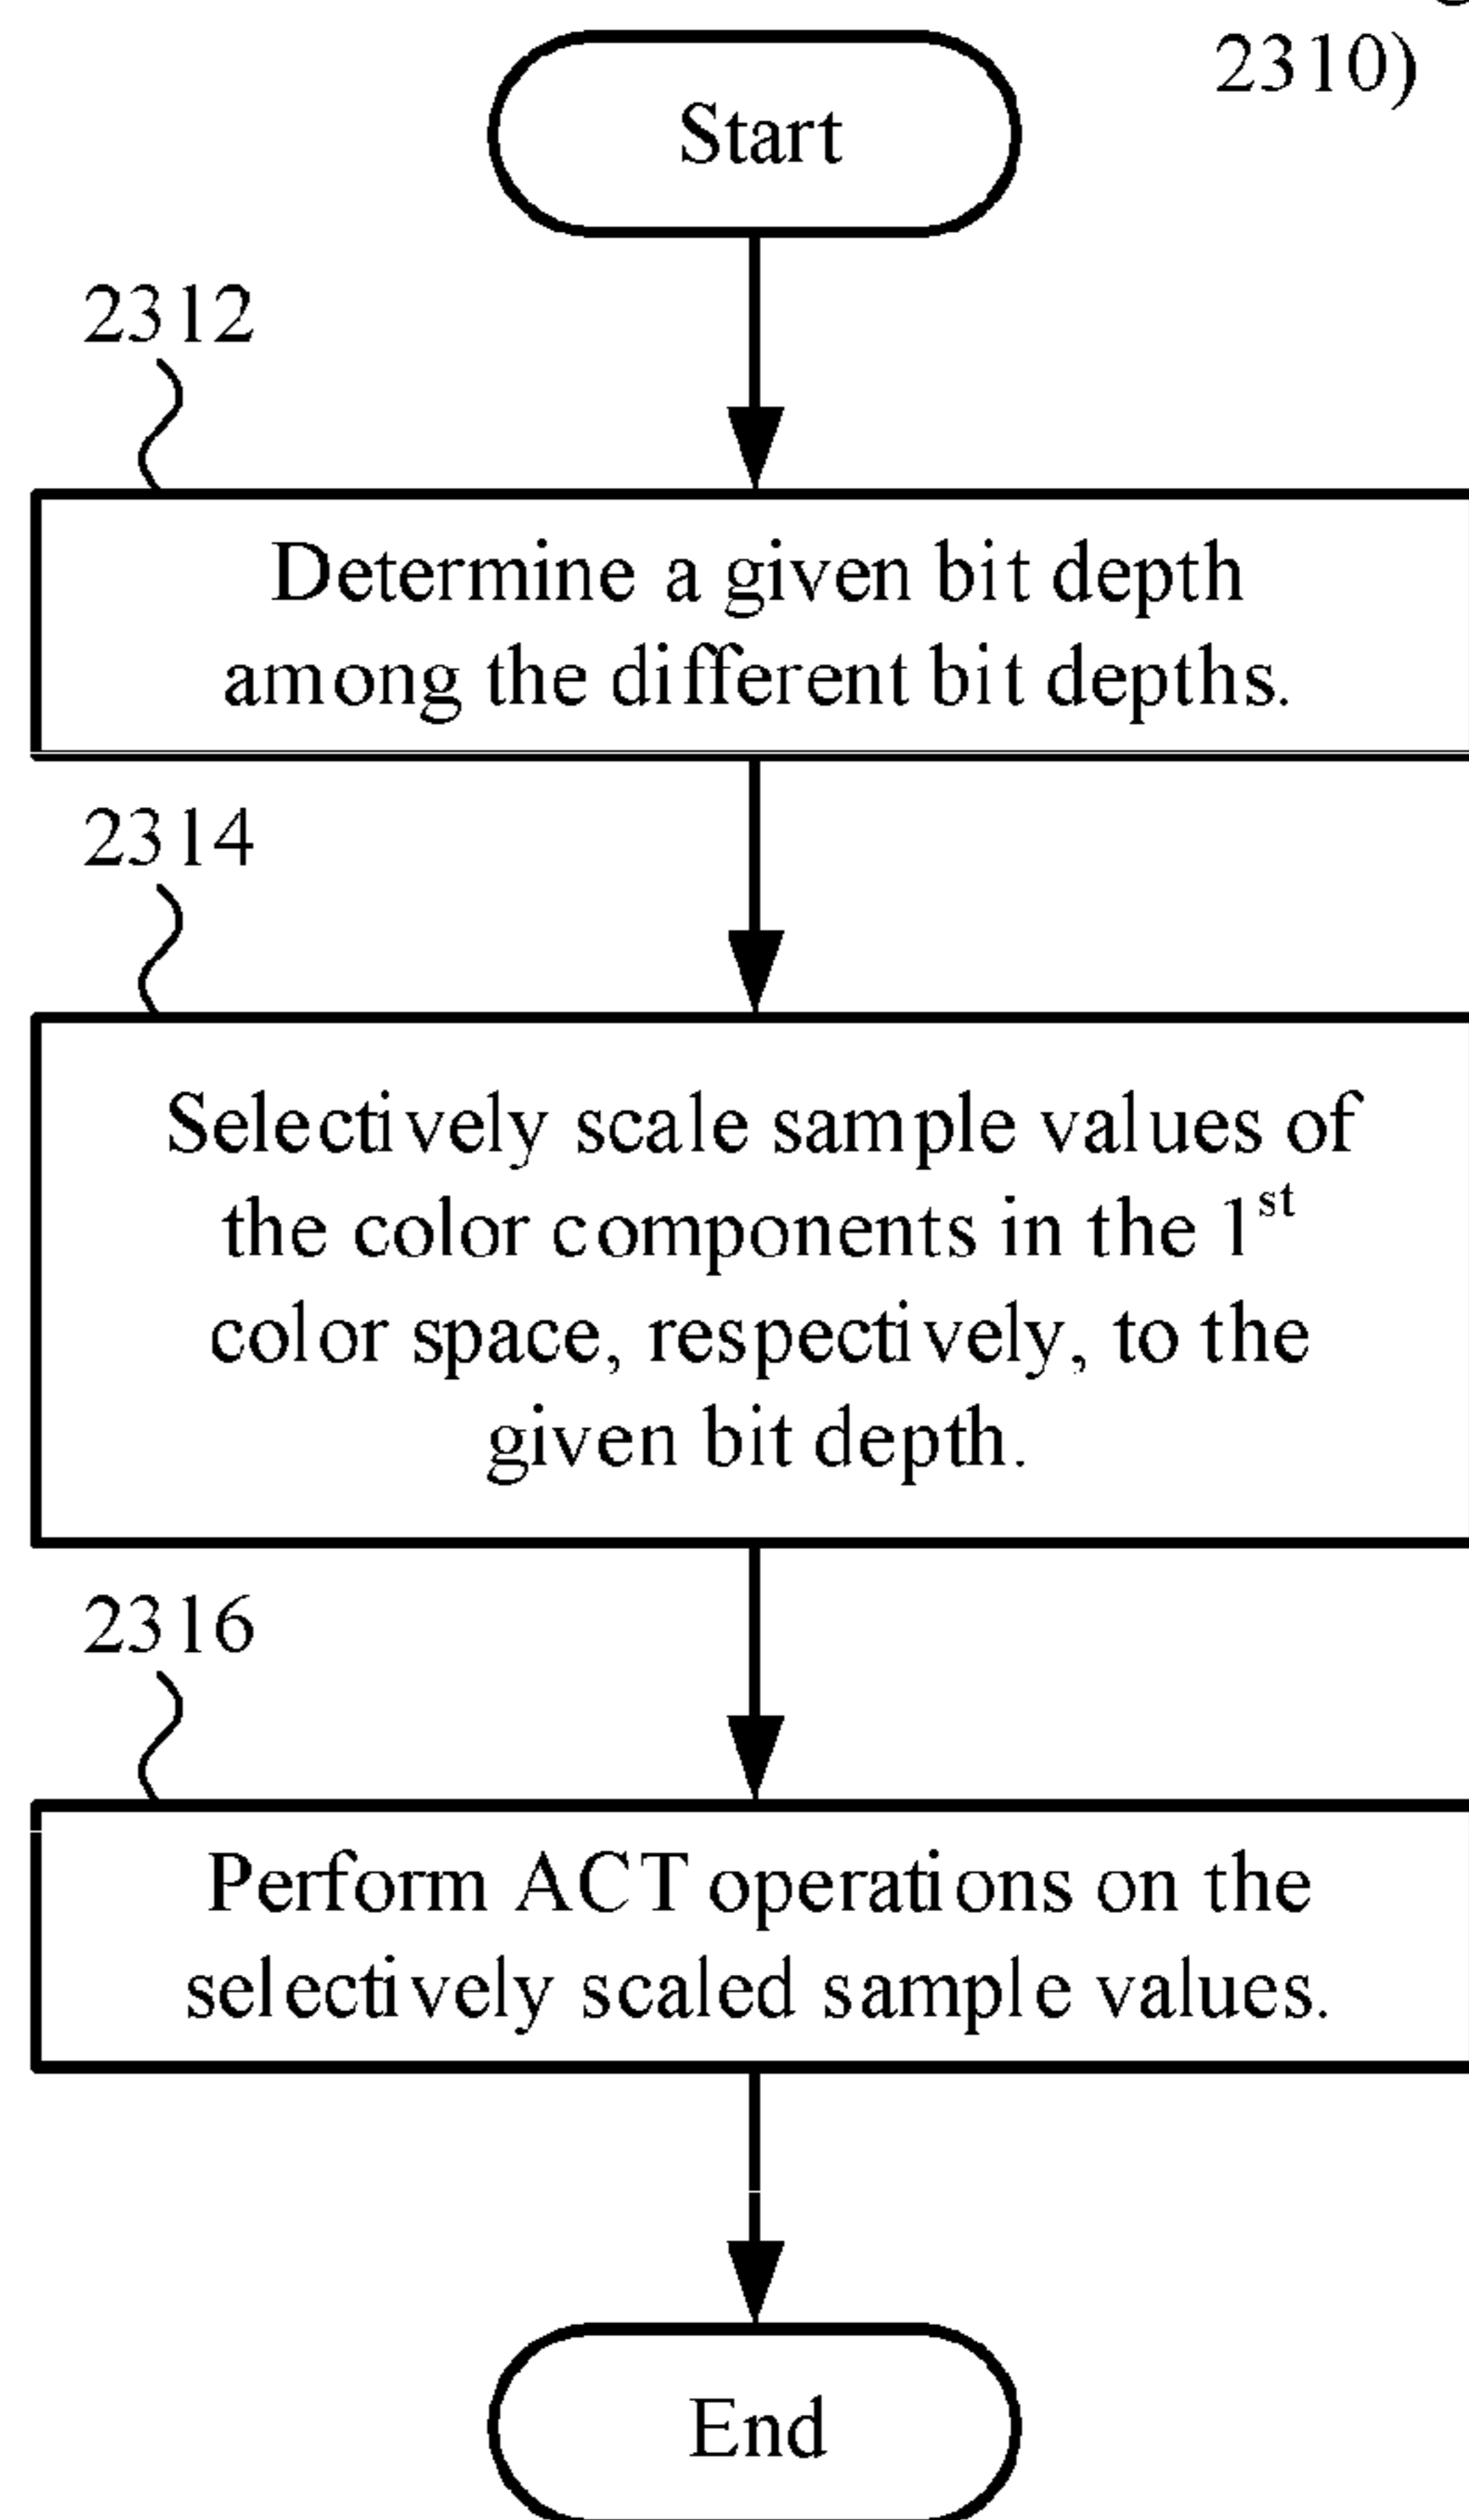 2310)
Start
2312
Determine a given bit depth
among the different bit depths.
2314
Selectively scale sample values of
the color components in the 1st
color space, respectively, to the
given bit depth.
2316
Perform ACT operations on the
selectively scaled sample values.
End